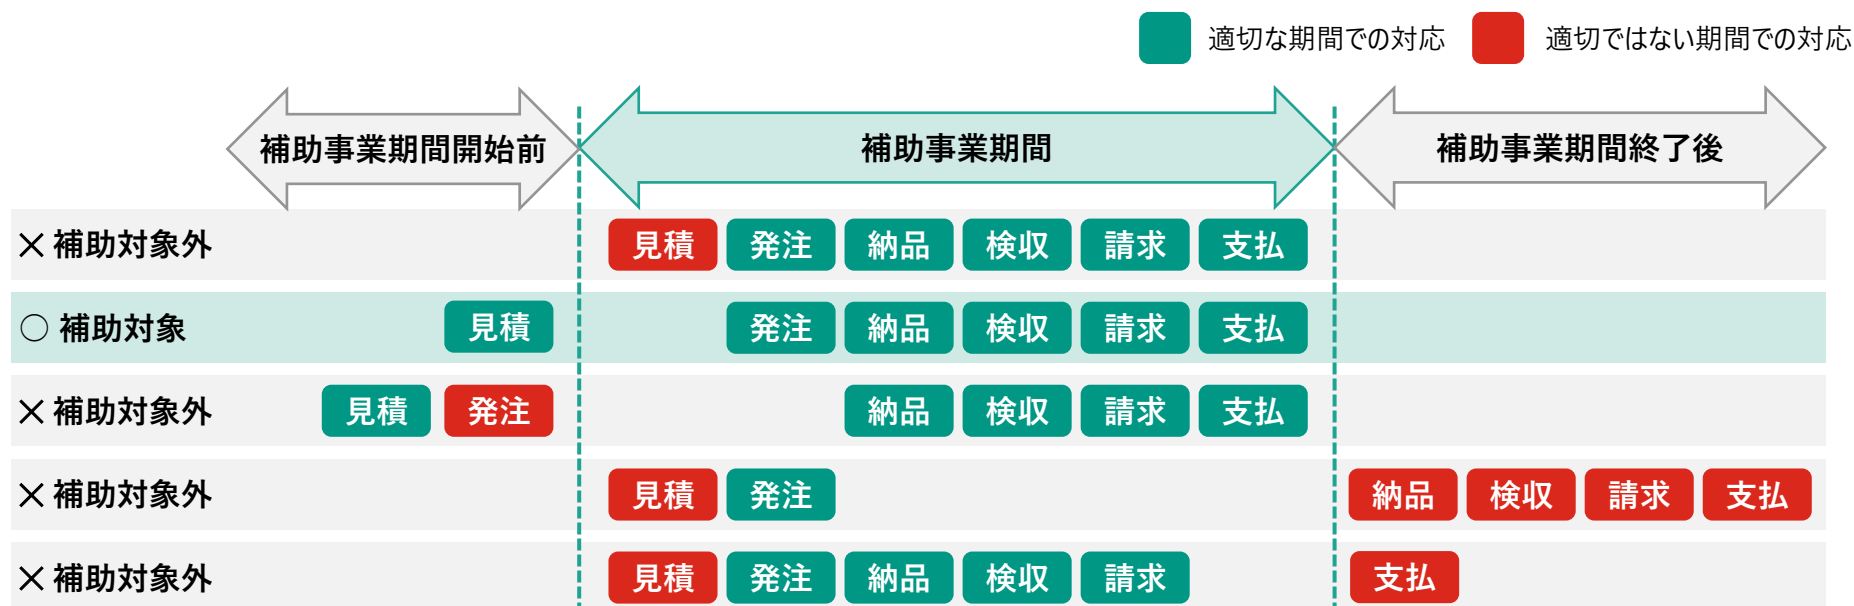 適切な期間での対応 適切ではない期間での対応
補助事業期間開始前 補助事業期間 補助事業期間終了後
× 補助対象外 見積 発注 納品 検収 請求 支払
○ 補助対象 見積 発注 納品 検収 請求 支払
× 補助対象外 見積 発注 納品 検収 請求 支払
× 補助対象外 見積 発注 納品 検収 請求 支払
× 補助対象外 見積 発注 納品 検収 請求 支払